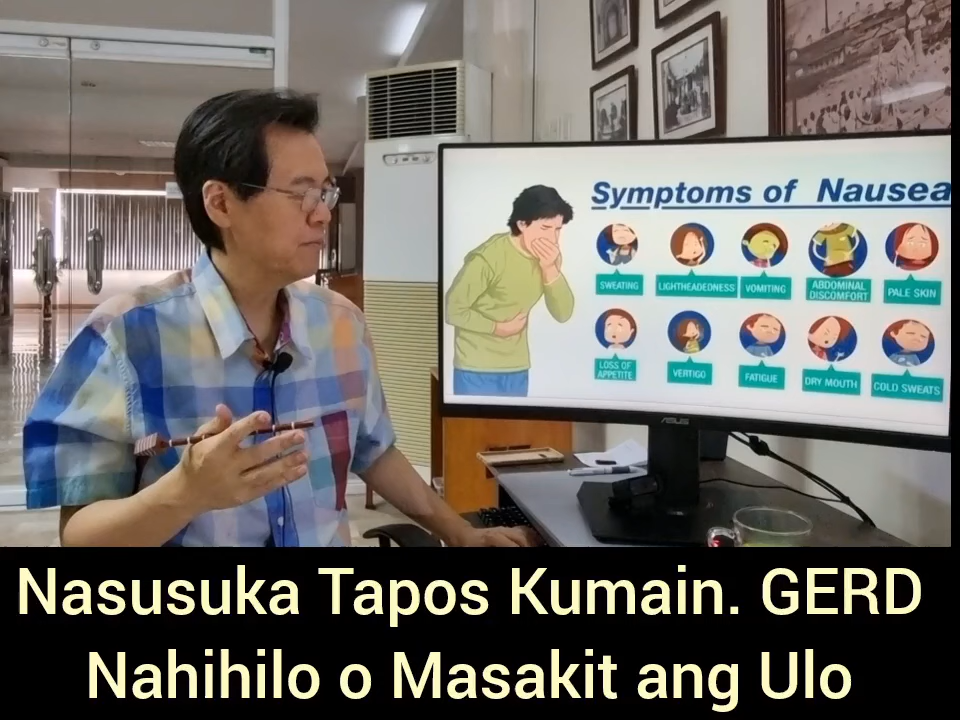 Symptoms of Nausea
SWEATING
LIGHTHEADEDNESS
VOMITING
ABDOMINAL
DISCOMFORT
PALE SKIN
LOSS OF
APPETITE
VERTIGO
FATIGUE
DRY MOUTH
COLD SWEATS
ASUS
Nasusuka Tapos Kumain. GERD
Nahihilo o Masakit ang Ulo